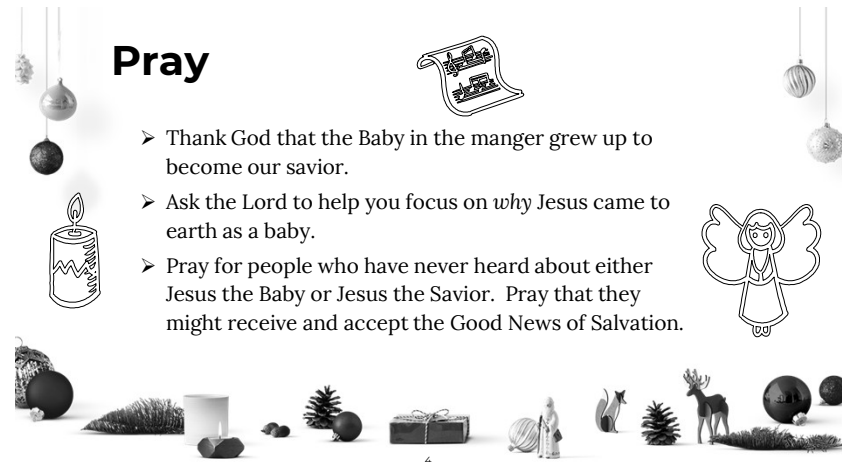 Pray
➢ Thank God that the Baby in the manger grew up to
become our savior.
➢ Ask the Lord to help you focus on why Jesus came to
earth as a baby.
➢ Pray for people who have never heard about either
Jesus the Baby or Jesus the Savior.  Pray that they
might receive and accept the Good News of Salvation.
4